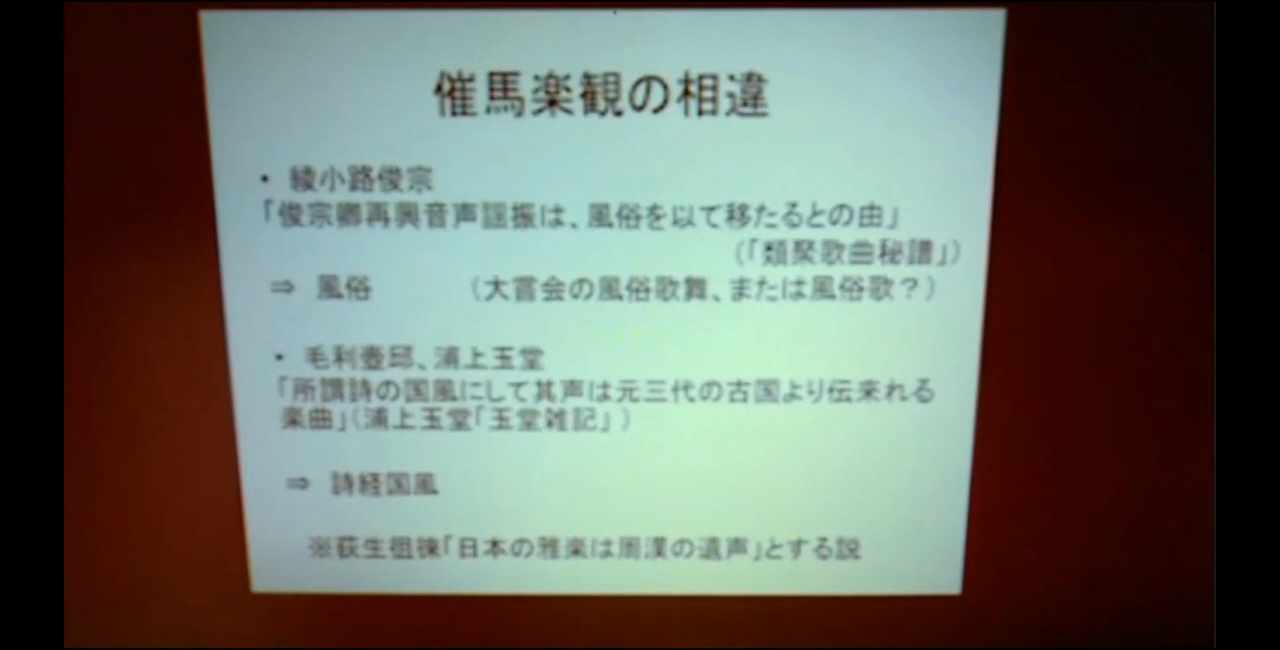 催馬楽観の相違
・ 綾小路俊宗
「俊宗卿再興音声謡振は、風俗を以て移たるとの由」
(「類聚歌曲秘譜」)
⇒ 風俗 (大嘗会の風俗歌舞、または風俗歌?)
・ 毛利壺邱、浦上玉堂
「所謂詩の国風にして其声は元三代の古国より伝来れる
楽曲」(浦上玉堂「玉堂雑記」)
⇒ 詩経国風
※荻生徂徠「日本の雅楽は周漢の遺声」とする説